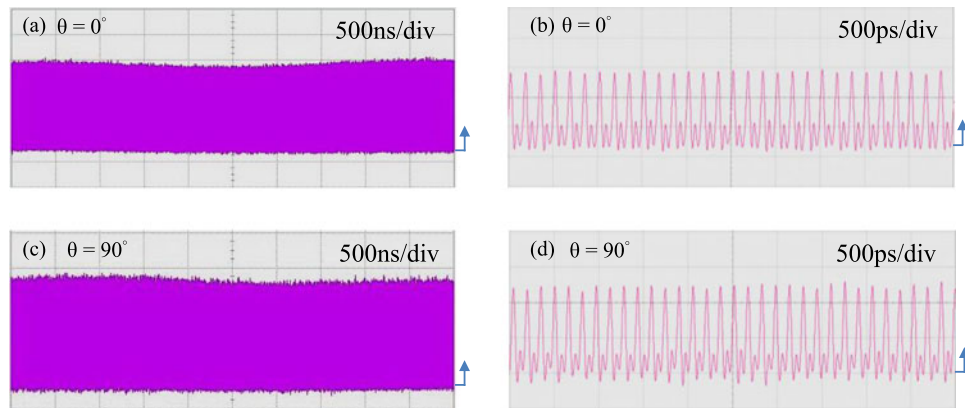 (a) θ = 0° 500ns/div
(b) θ = 0° 500ps/div
(c) θ = 90° 500ns/div
(d) θ = 90° 500ps/div